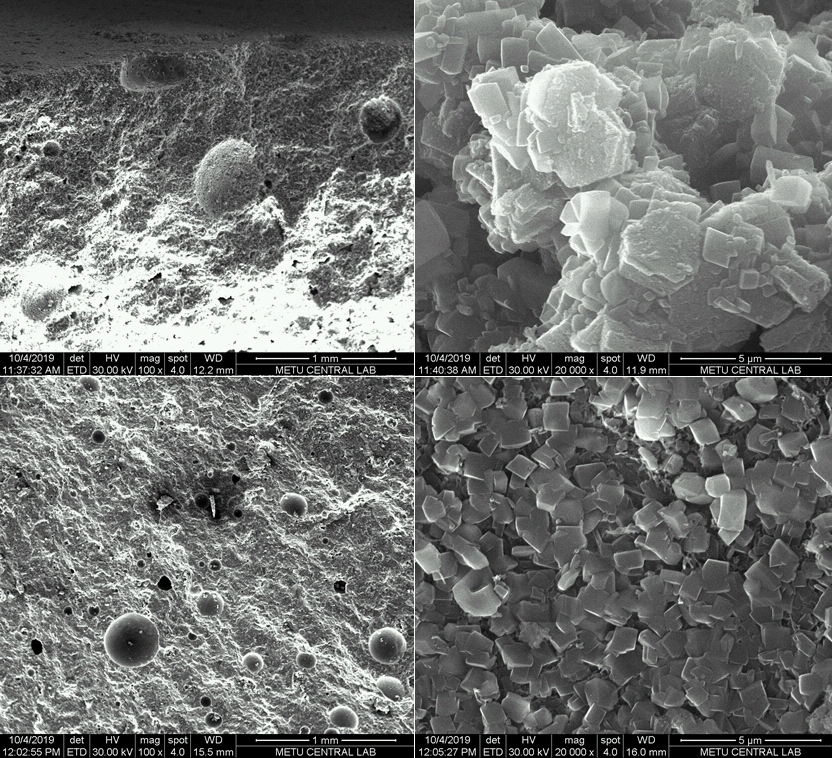 10/4/2019 det HV mag spot WD 1 mm
11:37:32 AM ETD 30.00 kV 100 x 4.0 12.2 mm METU CENTRAL LAB
10/4/2019 det HV mag spot WD 5 µm
11:40:38 AM ETD 30.00 kV 20 000 x 4.0 11.9 mm METU CENTRAL LAB
10/4/2019 det HV mag spot WD 1 mm
12:02:55 PM ETD 30.00 kV 100 x 4.0 15.5 mm METU CENTRAL LAB
10/4/2019 det HV mag spot WD 5 µm
12:05:27 PM ETD 30.00 kV 20 000 x 4.0 16.0 mm METU CENTRAL LAB